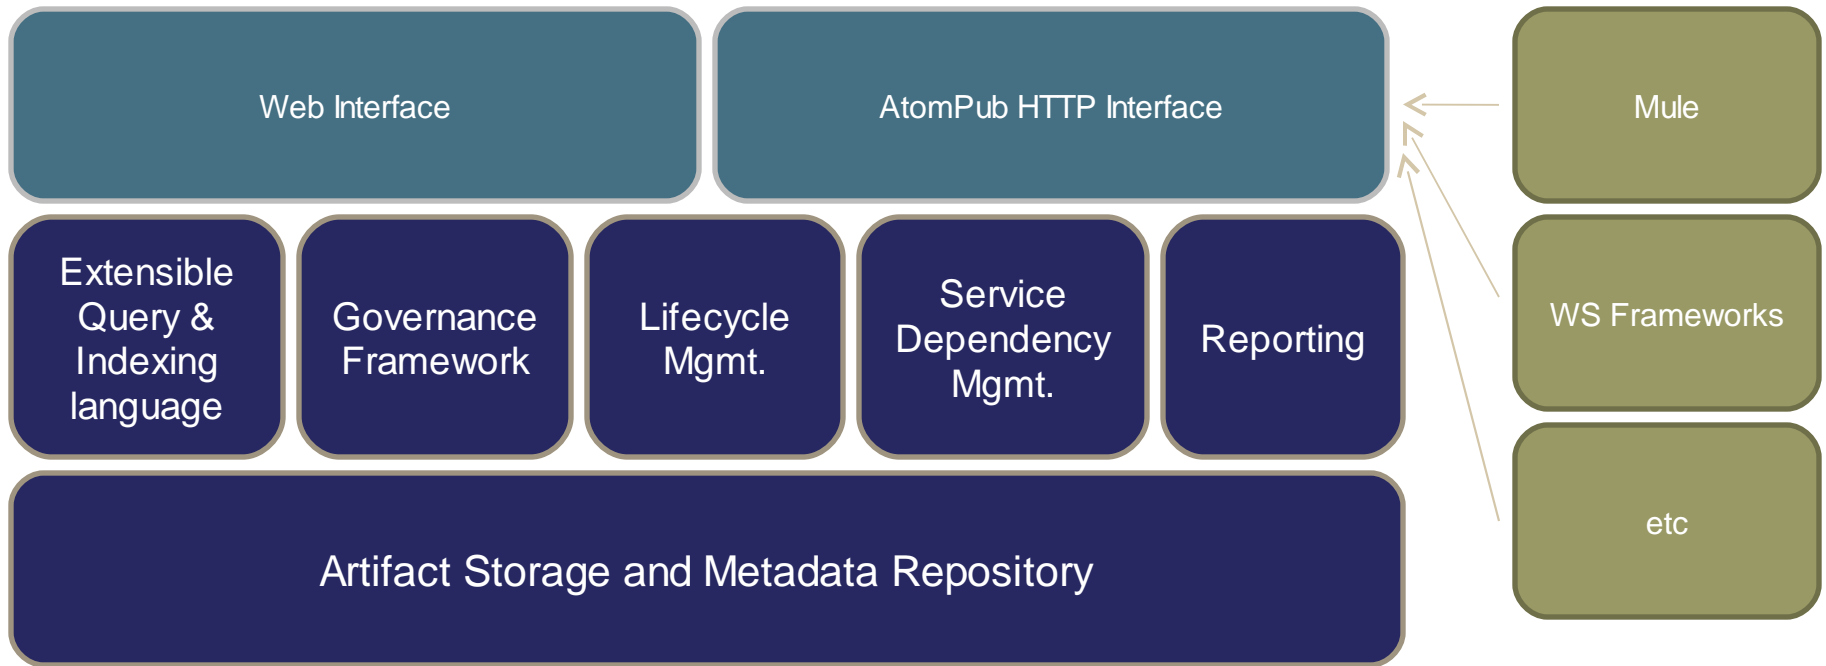 Web Interface
AtomPub HTTP Interface
Mule
Extensible
Query &
Indexing
language
Governance
Framework
Lifecycle
Mgmt.
Service
Dependency
Mgmt.
Reporting
WS Frameworks
Artifact Storage and Metadata Repository
etc